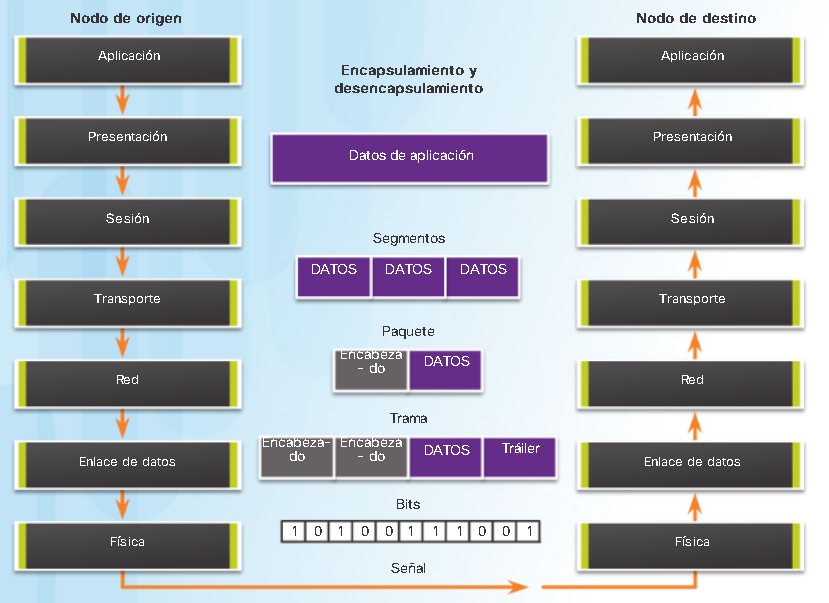 Nodo de origen
Aplicación
Presentación
Sesión
Transporte
Red
Enlace de datos
Física
Encapsulamiento y
desencapsulamiento
Datos de aplicación
Segmentos
DATOS DATOS DATOS
Paquete
Encabeza
- do
DATOS
Trama
Encabeza-
do
Encabeza
- do
DATOS
Tráiler
Bits
1 0 1 0 0 1 1 1 0 0 1
Señal
Nodo de destino
Aplicación
Presentación
Sesión
Transporte
Red
Enlace de datos
Física